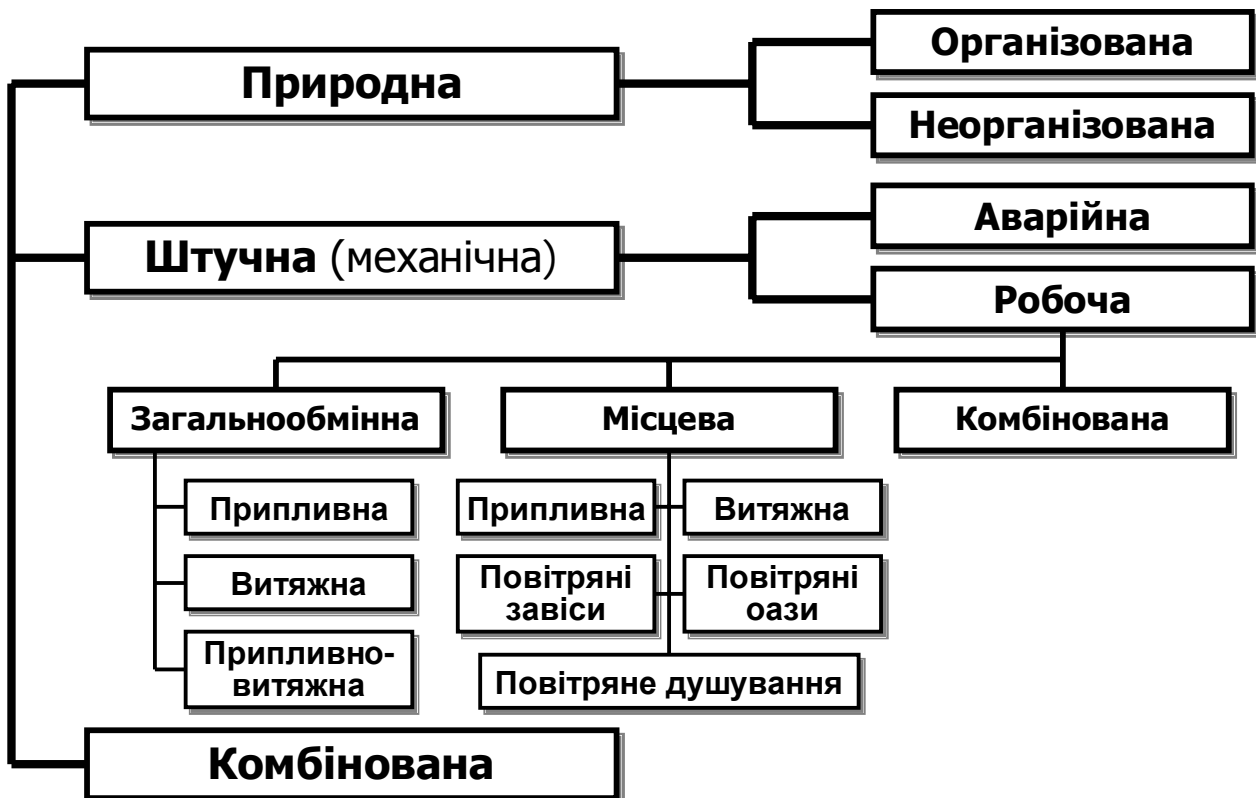 Організована
Природна
Неорганізована
Аварійна
Штучна (механічна)
Робоча
Загальнообмінна
Місцева
Комбінована
Припливна
Припливна
Витяжна
Витяжна
Повітряні
завіси
Повітряні
оази
Припливно-
витяжна
Повітряне душування
Комбінована